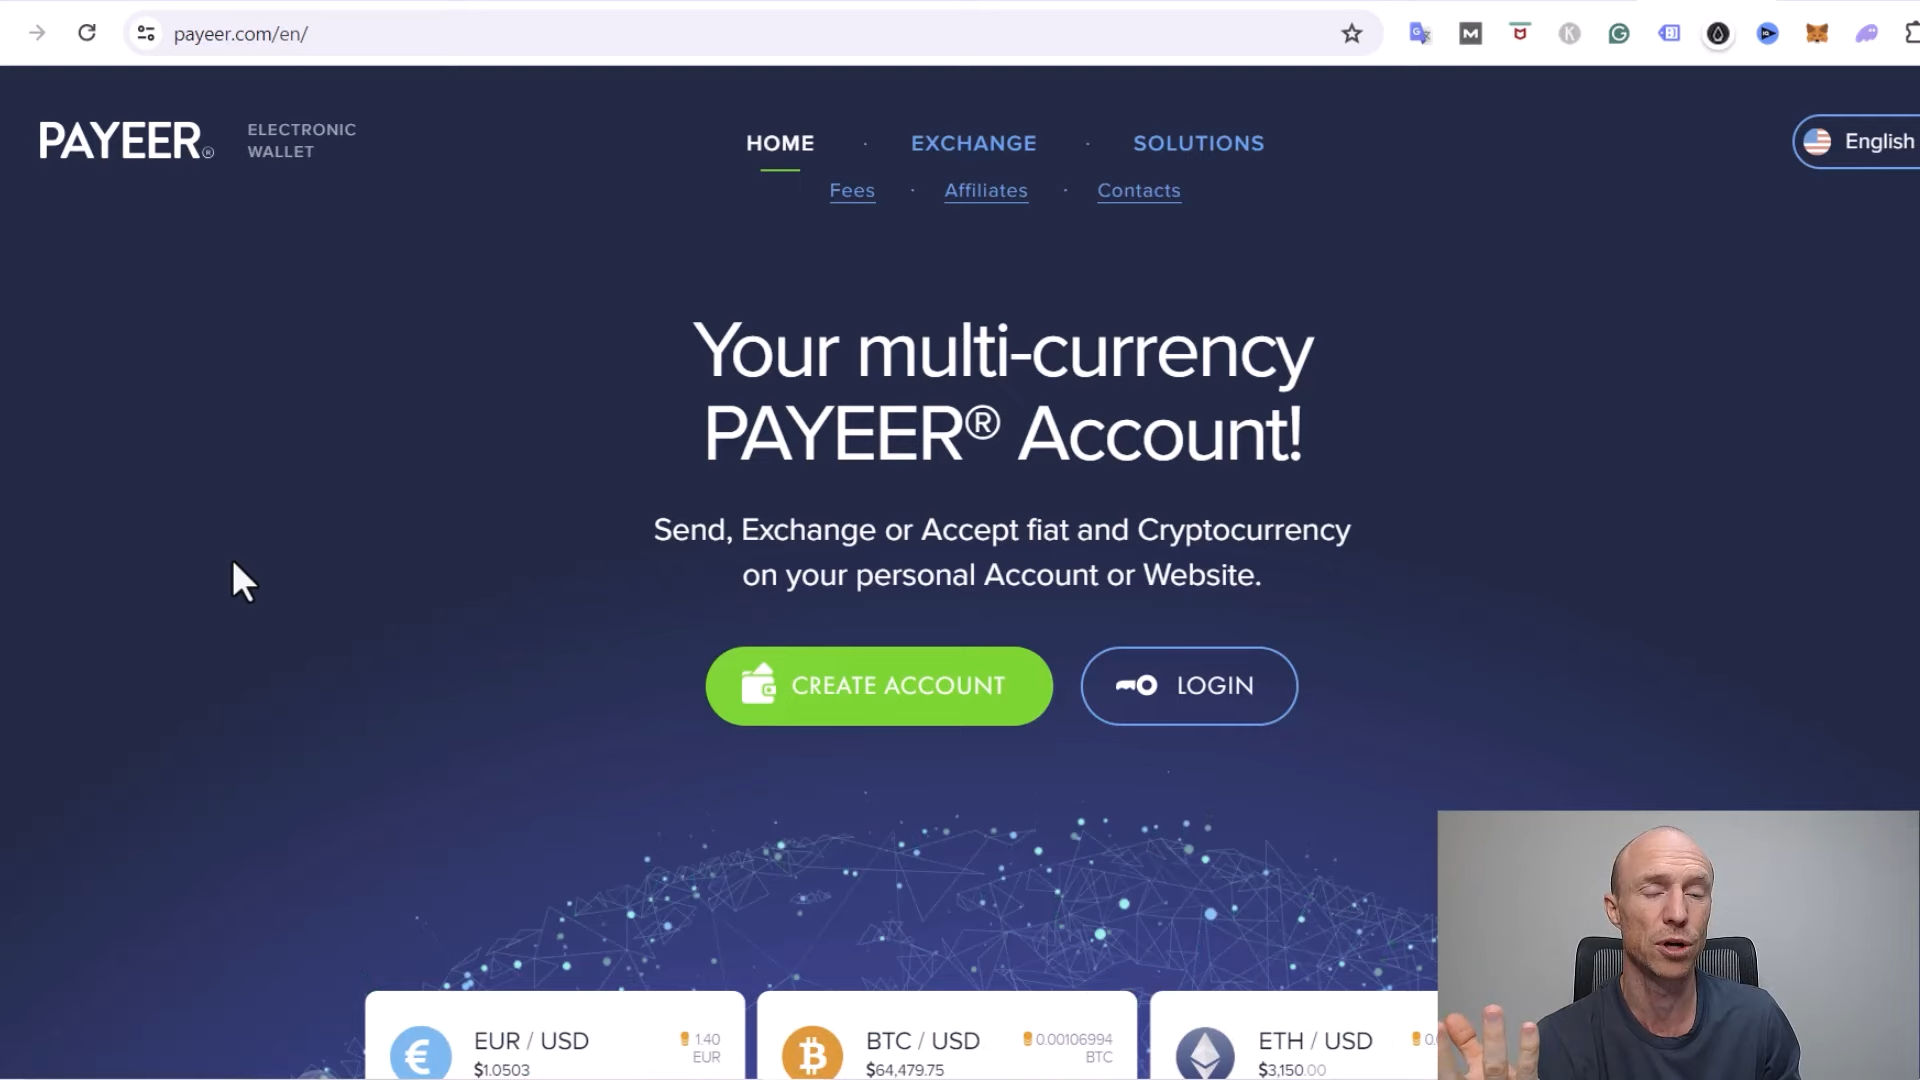 payeer.com/en/
PAYEER®
ELECTRONIC
WALLET
HOME · EXCHANGE · SOLUTIONS
Fees · Affiliates · Contacts
English
Your multi-currency
PAYEER® Account!
Send, Exchange or Accept fiat and Cryptocurrency
on your personal Account or Website.
CREATE ACCOUNT
LOGIN
EUR / USD
1.40
EUR
$1.0503
BTC / USD
0.00106994
BTC
$64,479.75
ETH / USD
$3,150.00